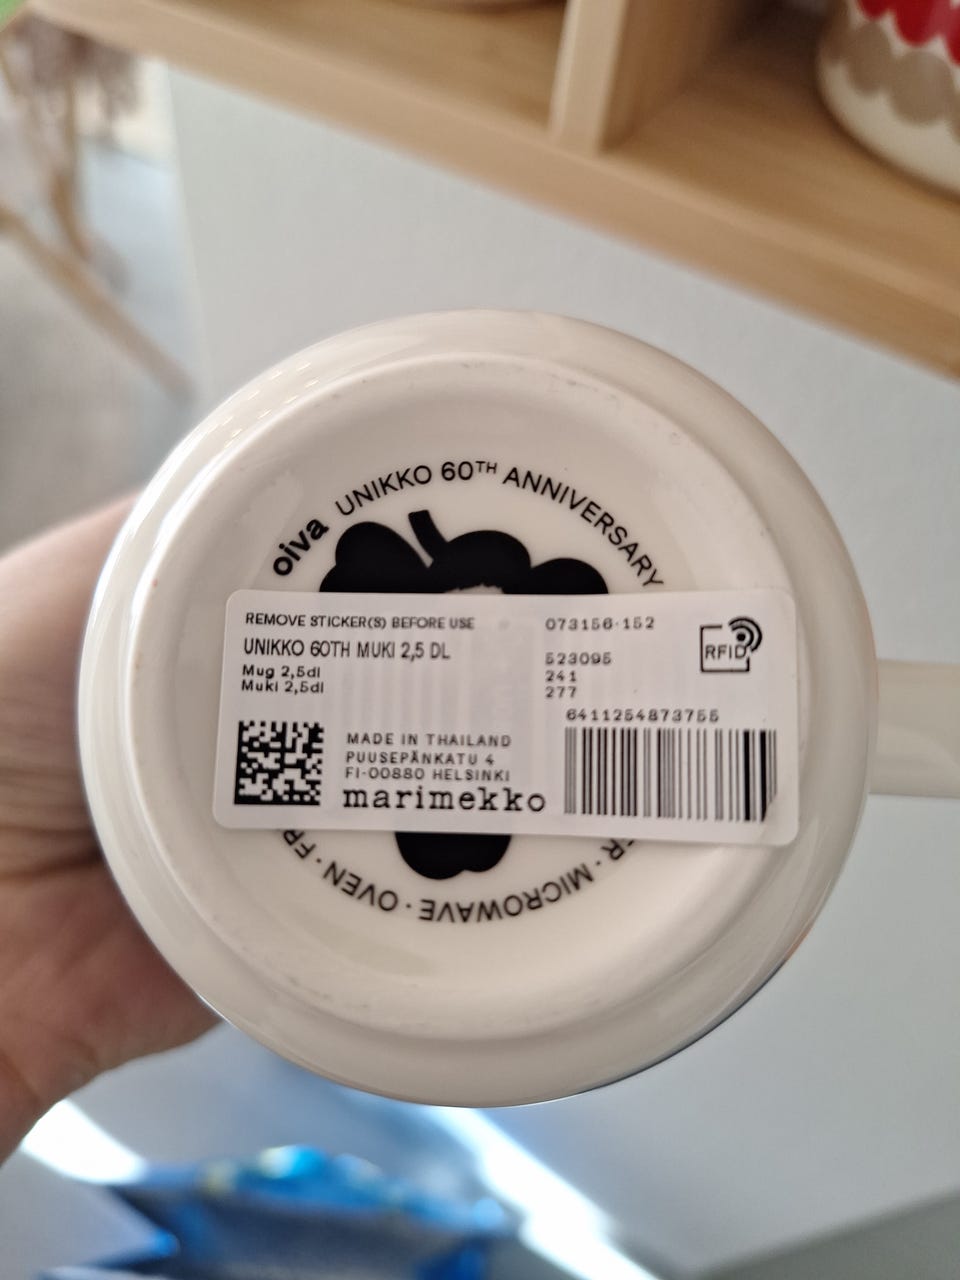 oiva UNIKKO 60TH ANNIVERSARY
REMOVE STICKER(S) BEFORE USE
UNIKKO 60TH MUKI 2,5 DL
Mug 2,5dl
Muki 2,5dl
073156-152
523095
241
277
RFID
6411254873755
MADE IN THAILAND
PUUSEPÄNKATU 4
FI-00880 HELSINKI
marimekko
· MICROWAVE · OVEN ·